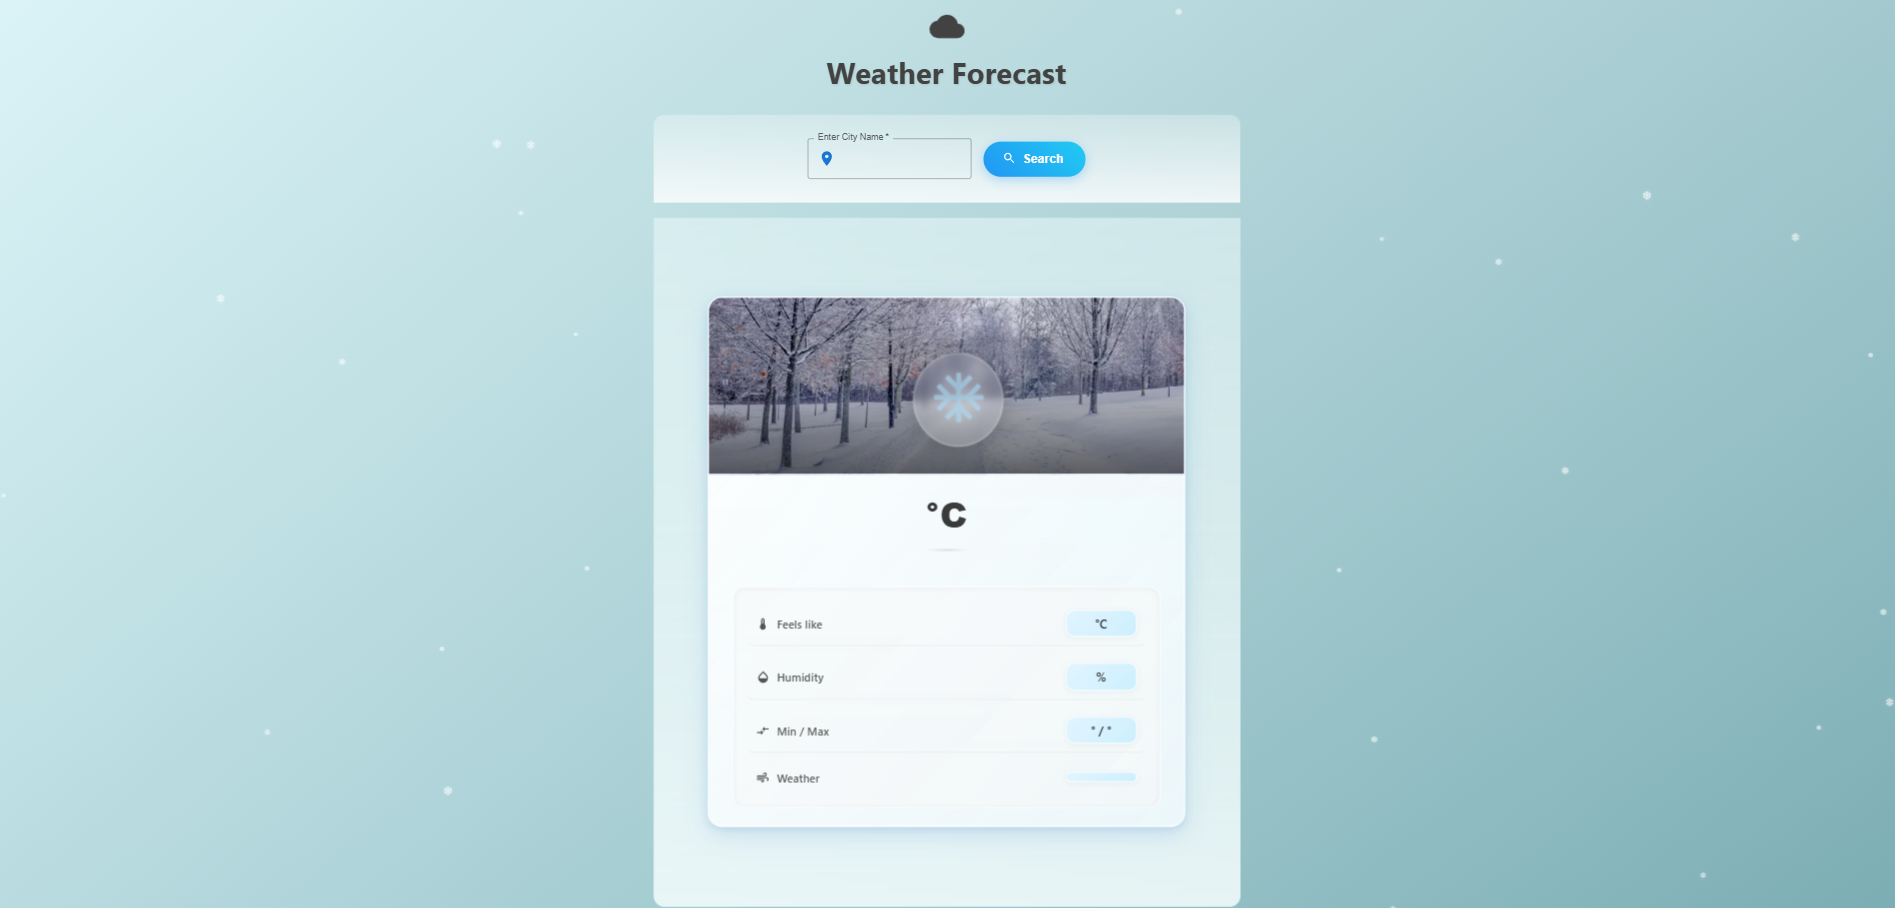 Weather Forecast
Enter City Name *
Search
°C
Feels like °C
Humidity %
Min / Max ° / °
Weather